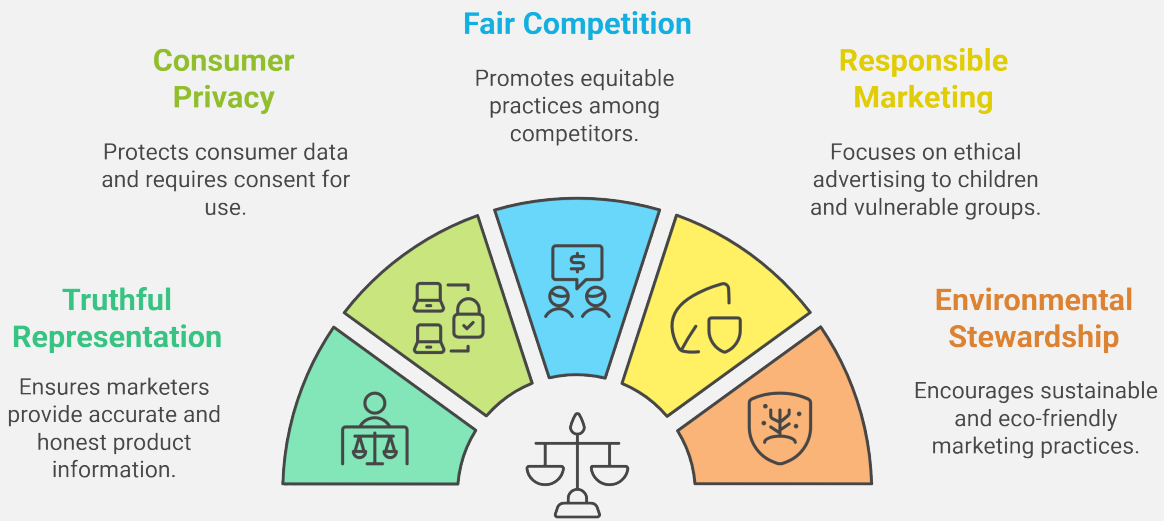 Fair Competition
Promotes equitable
practices among
competitors.
Consumer
Privacy
Protects consumer data
and requires consent for
use.
Responsible
Marketing
Focuses on ethical
advertising to children
and vulnerable groups.
Truthful
Representation
Ensures marketers
provide accurate and
honest product
information.
Environmental
Stewardship
Encourages sustainable
and eco-friendly
marketing practices.
$